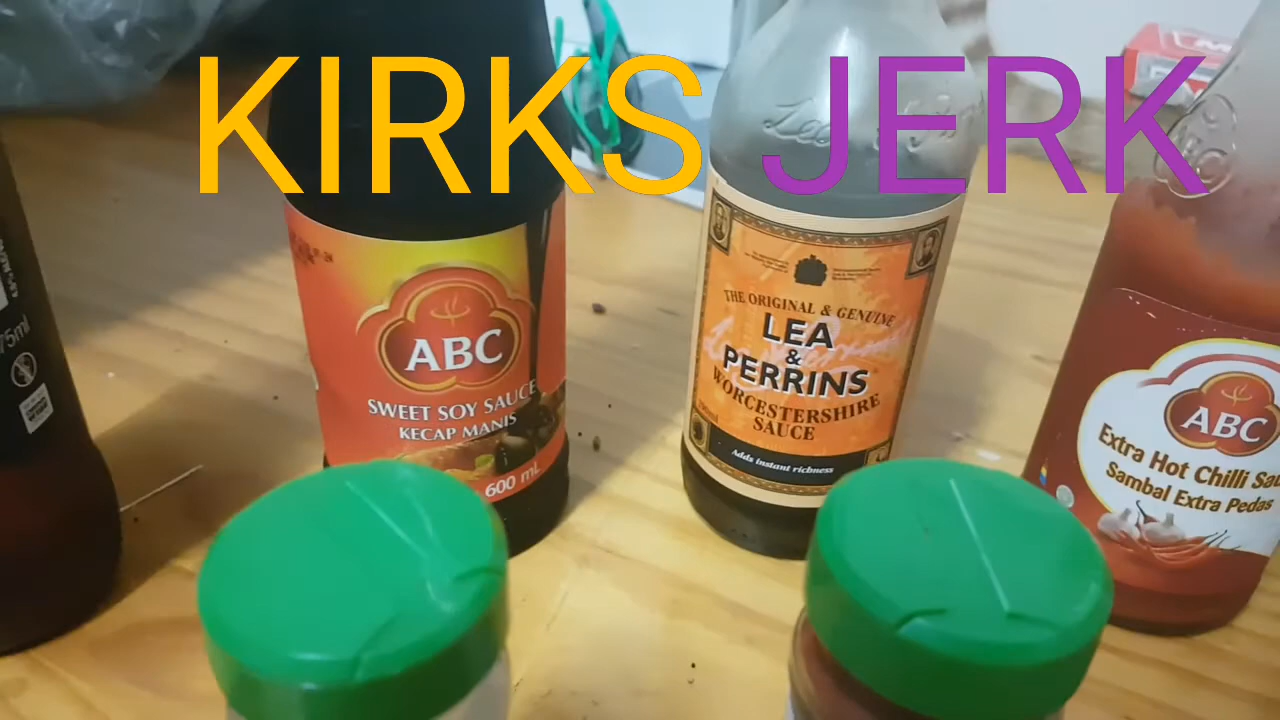 KIRKS JERK
75ml
ABC
SWEET SOY SAUCE
KECAP MANIS
600 mL
THE ORIGINAL & GENUINE
LEA
&
PERRINS
WORCESTERSHIRE
SAUCE
Adds instant richness
ABC
Extra Hot Chilli Sau
Sambal Extra Pedas